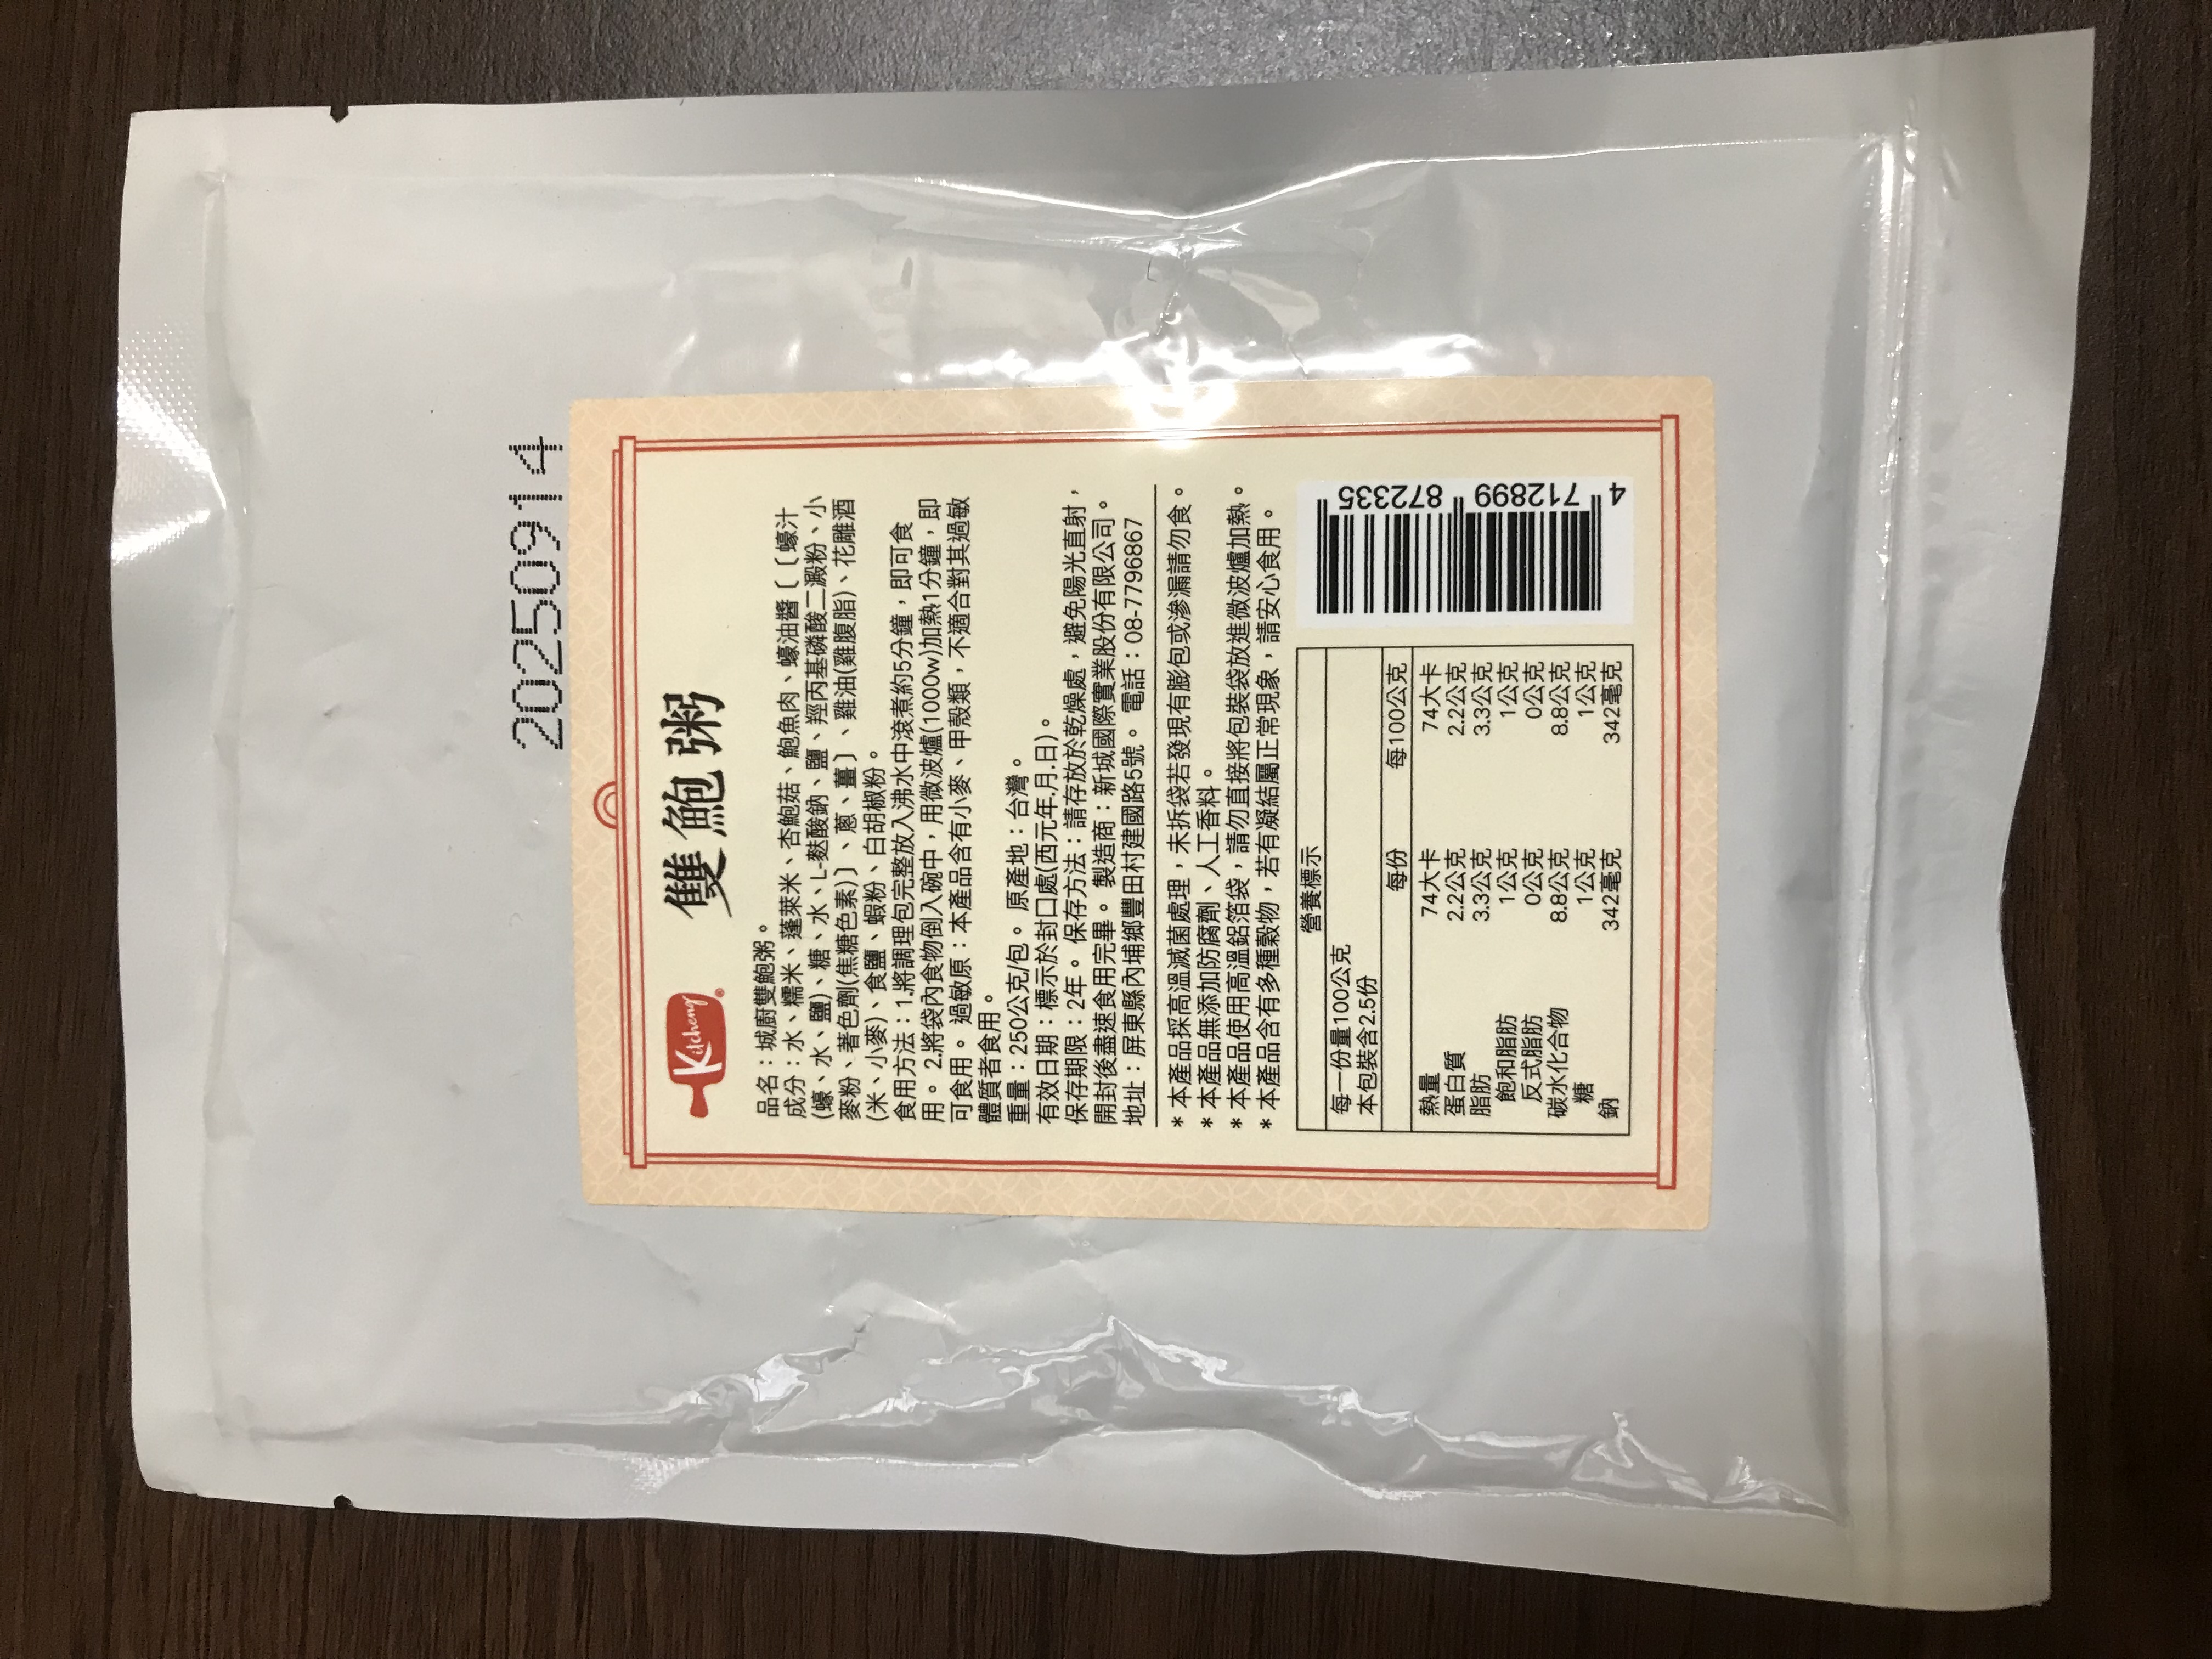 20250914
Kitcheng®
雙鮑粥
品名：城廚雙鮑粥。
成分：水、糯米、蓬萊米、杏鮑菇、鮑魚肉、蠔油醬〔〔蠔汁
(蠔、水、鹽)、糖、水、L-麩酸鈉、鹽、羥丙基磷酸二澱粉、小
麥粉、著色劑(焦糖色素)〕、蔥、薑〕、雞油(雞腹脂)、花雕酒
(米、小麥)、食鹽、蝦粉、白胡椒粉。
食用方法：1.將調理包完整放入沸水中滾煮約5分鐘，即可食
用。2.將袋內食物倒入碗中，用微波爐(1000w)加熱1分鐘，即
可食用。過敏原：本產品含有小麥、甲殼類，不適合對其過敏
體質者食用。
重量：250公克/包。原產地：台灣。
有效日期：標示於封口處(西元年.月.日)。
保存期限：2年。保存方法：請存放於乾燥處，避免陽光直射，
開封後盡速食用完畢。製造商：新城國際實業股份有限公司。
地址：屏東縣內埔鄉豐田村建國路5號。電話：08-7796867
*本產品採高溫滅菌處理，未拆袋若發現有膨包或滲漏請勿食。
*本產品無添加防腐劑、人工香料。
*本產品使用高溫鋁箔袋，請勿直接將包裝袋放進微波爐加熱。
*本產品含有多種穀物，若有凝結屬正常現象，請安心食用。
營養標示
每一份量100公克
本包裝含2.5份
每份 每100公克
熱量 74大卡 74大卡
蛋白質 2.2公克 2.2公克
脂肪 3.3公克 3.3公克
飽和脂肪 1公克 1公克
反式脂肪 0公克 0公克
碳水化合物 8.8公克 8.8公克
糖 1公克 1公克
鈉 342毫克 342毫克
4 712899 872335